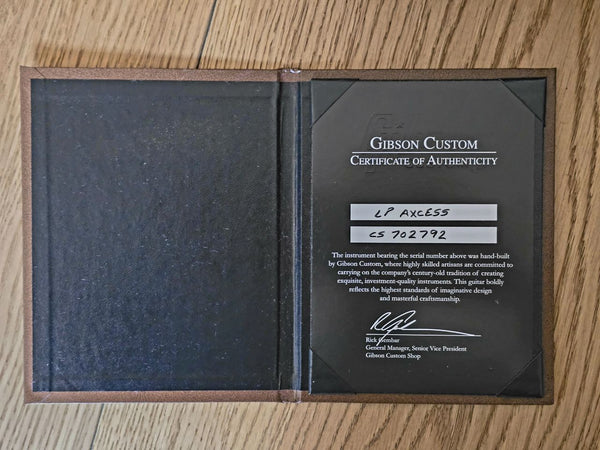 GIBSON CUSTOM
CERTIFICATE OF AUTHENTICITY
LP AXCESS
CS 702792
The instrument bearing the serial number above was hand-built
by Gibson Custom, where highly skilled artisans are committed to
carrying on the company's century-old tradition of creating
exquisite, investment-quality instruments. This guitar boldly
reflects the highest standards of imaginative design
and masterful craftsmanship.
Rick Gembar
General Manager, Senior Vice President
Gibson Custom Shop